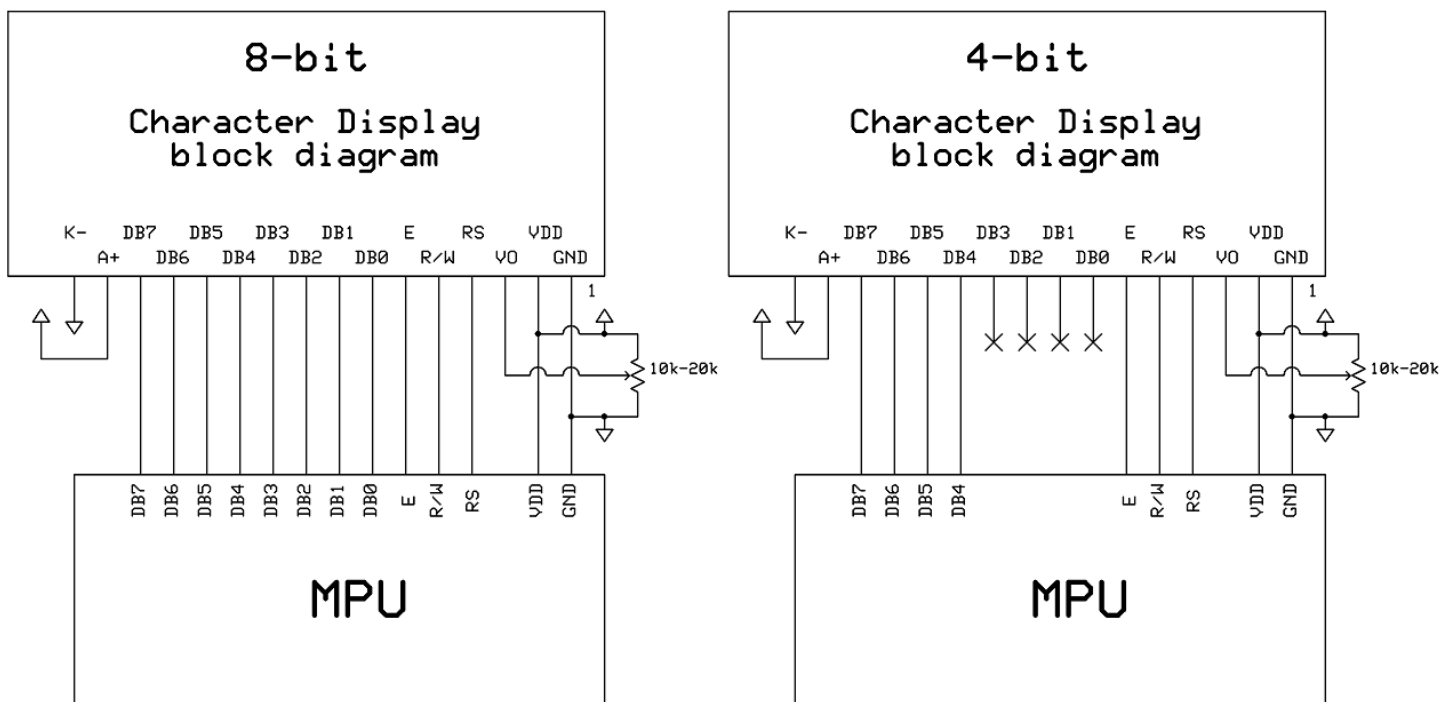 8-bit
Character Display
block diagram
K- DB7 DB5 DB3 DB1 E RS VDD
A+ DB6 DB4 DB2 DB0 R/W VO GND
1
10k-20k
DB7 DB6 DB5 DB4 DB3 DB2 DB1 DB0 E R/W RS VDD GND
MPU
4-bit
Character Display
block diagram
K- DB7 DB5 DB3 DB1 E RS VDD
A+ DB6 DB4 DB2 DB0 R/W VO GND
1
10k-20k
DB7 DB6 DB5 DB4 E R/W RS VDD GND
MPU